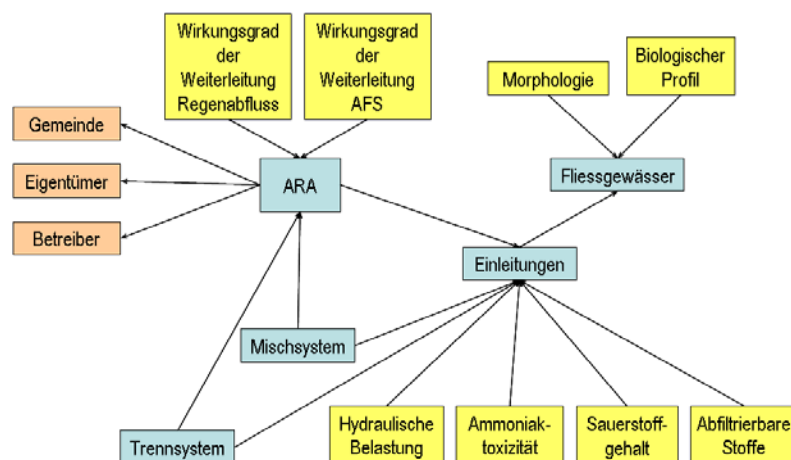 Wirkungsgrad
der
Weiterleitung
Regenabfluss
Wirkungsgrad
der
Weiterleitung
AFS
Morphologie
Biologischer
Profil
Gemeinde
Eigentümer
Betreiber
ARA
Fliessgewässer
Einleitungen
Mischsystem
Trennsystem
Hydraulische
Belastung
Ammoniak-
toxizität
Sauerstoff-
gehalt
Abfiltrierbare
Stoffe